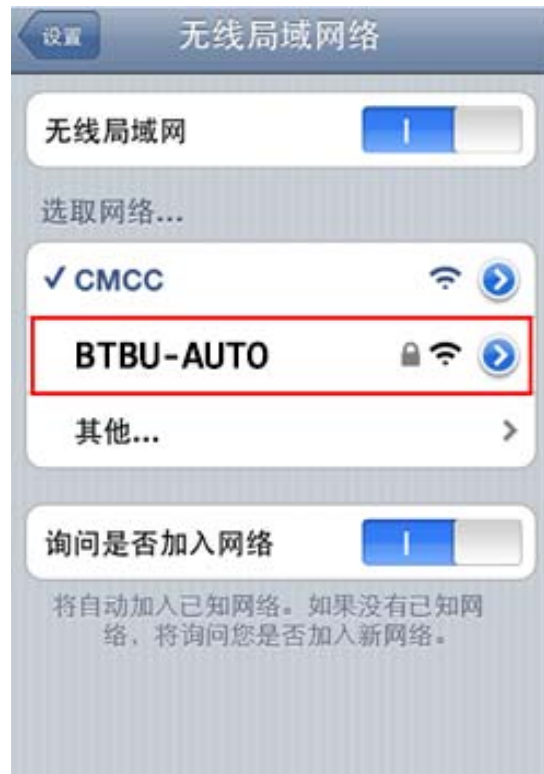 设置
无线局域网络
无线局域网
选取网络...
CMCC
BTBU-AUTO
其他...
询问是否加入网络
将自动加入已知网络。如果没有已知网
络，将询问您是否加入新网络。